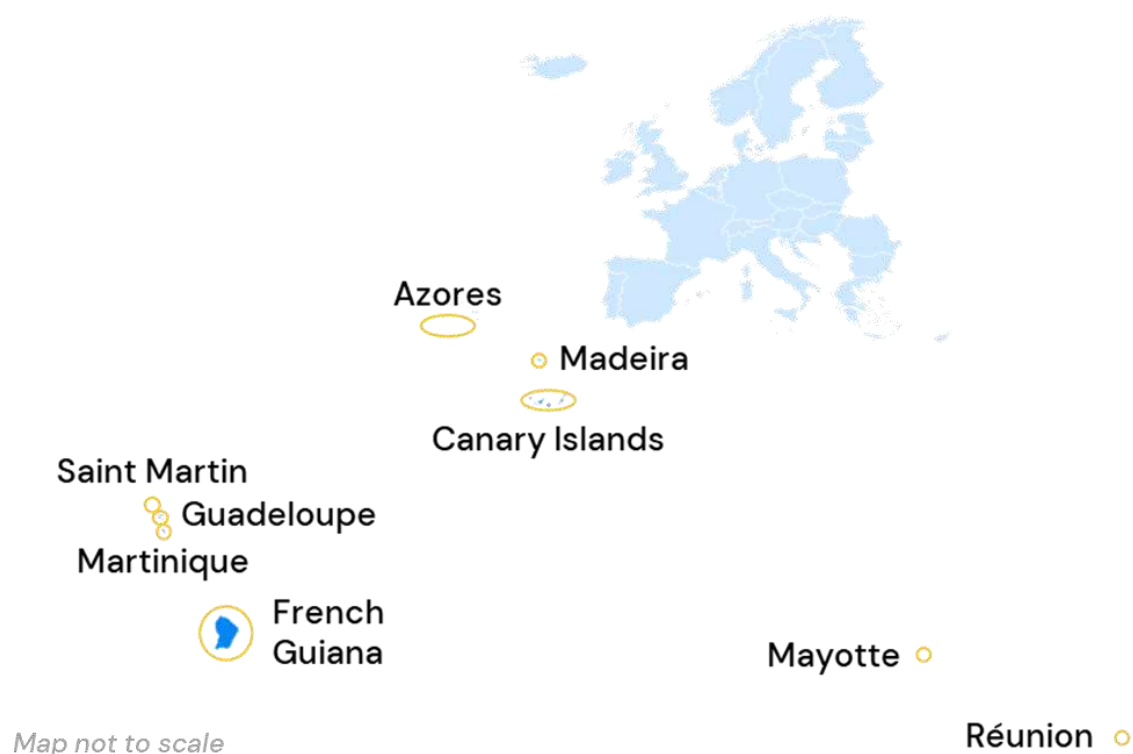 Azores
Madeira
Canary Islands
Saint Martin
Guadeloupe
Martinique
French
Guiana
Mayotte
Réunion
Map not to scale